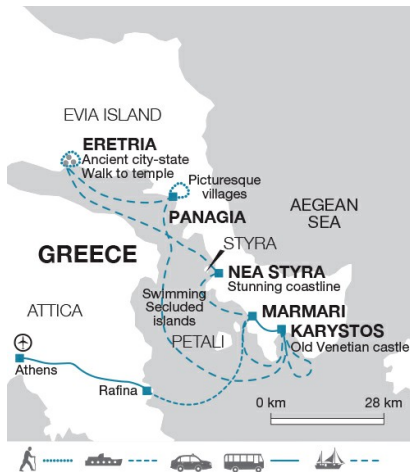 EVIA ISLAND
ERETRIA
Ancient city-state
Walk to temple
Picturesque
villages
PANAGIA
AEGEAN
SEA
STYRA
GREECE
NEA STYRA
Stunning coastline
Swimming
Secluded
islands
ATTICA
MARMARI
KARYSTOS
PETALI
Old Venetian castle
Athens
Rafina
0 km
28 km